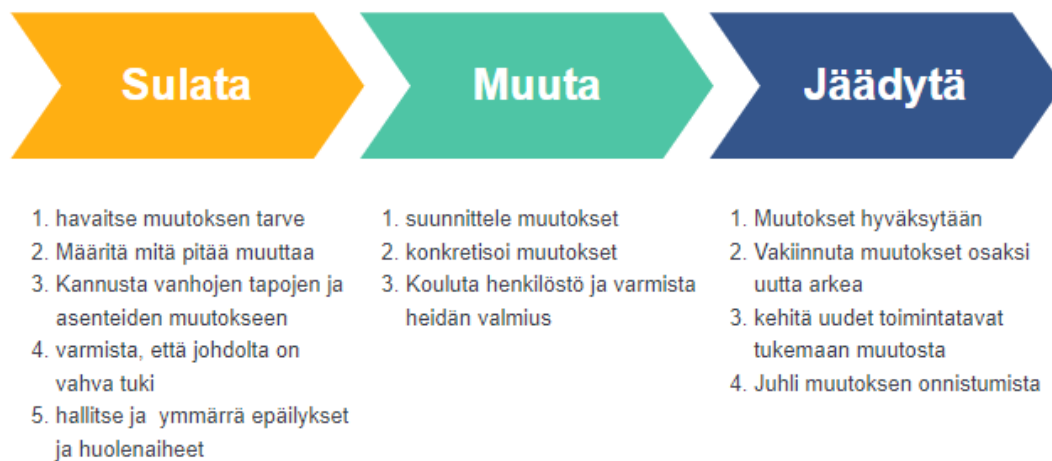 Sulata
Muuta
Jäädytä
1. havaitse muutoksen tarve
2. Määritä mitä pitää muuttaa
3. Kannusta vanhojen tapojen ja
asenteiden muutokseen
4. varmista, että johdolta on
vahva tuki
5. hallitse ja  ymmärrä epäilykset
ja huolenaiheet
1. suunnittele muutokset
2. konkretisoi muutokset
3. Kouluta henkilöstö ja varmista
heidän valmius
1. Muutokset hyväksytään
2. Vakiinnuta muutokset osaksi
uutta arkea
3. kehitä uudet toimintatavat
tukemaan muutosta
4. Juhli muutoksen onnistumista